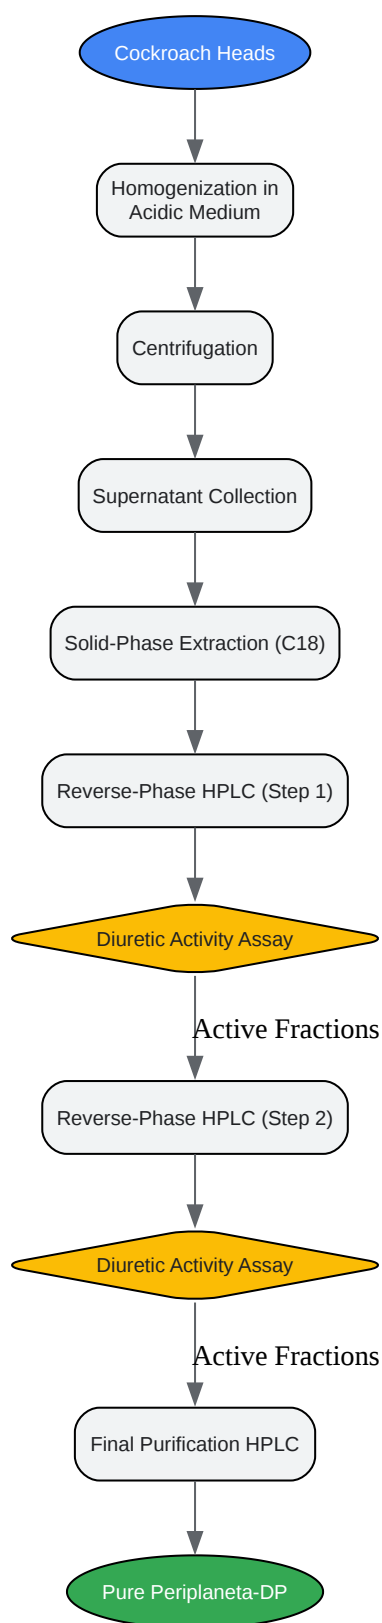 Cockroach Heads
Homogenization in
Acidic Medium
Centrifugation
Supernatant Collection
Solid-Phase Extraction (C18)
Reverse-Phase HPLC (Step 1)
Diuretic Activity Assay
Active Fractions
Reverse-Phase HPLC (Step 2)
Diuretic Activity Assay
Active Fractions
Final Purification HPLC
Pure Periplaneta-DP